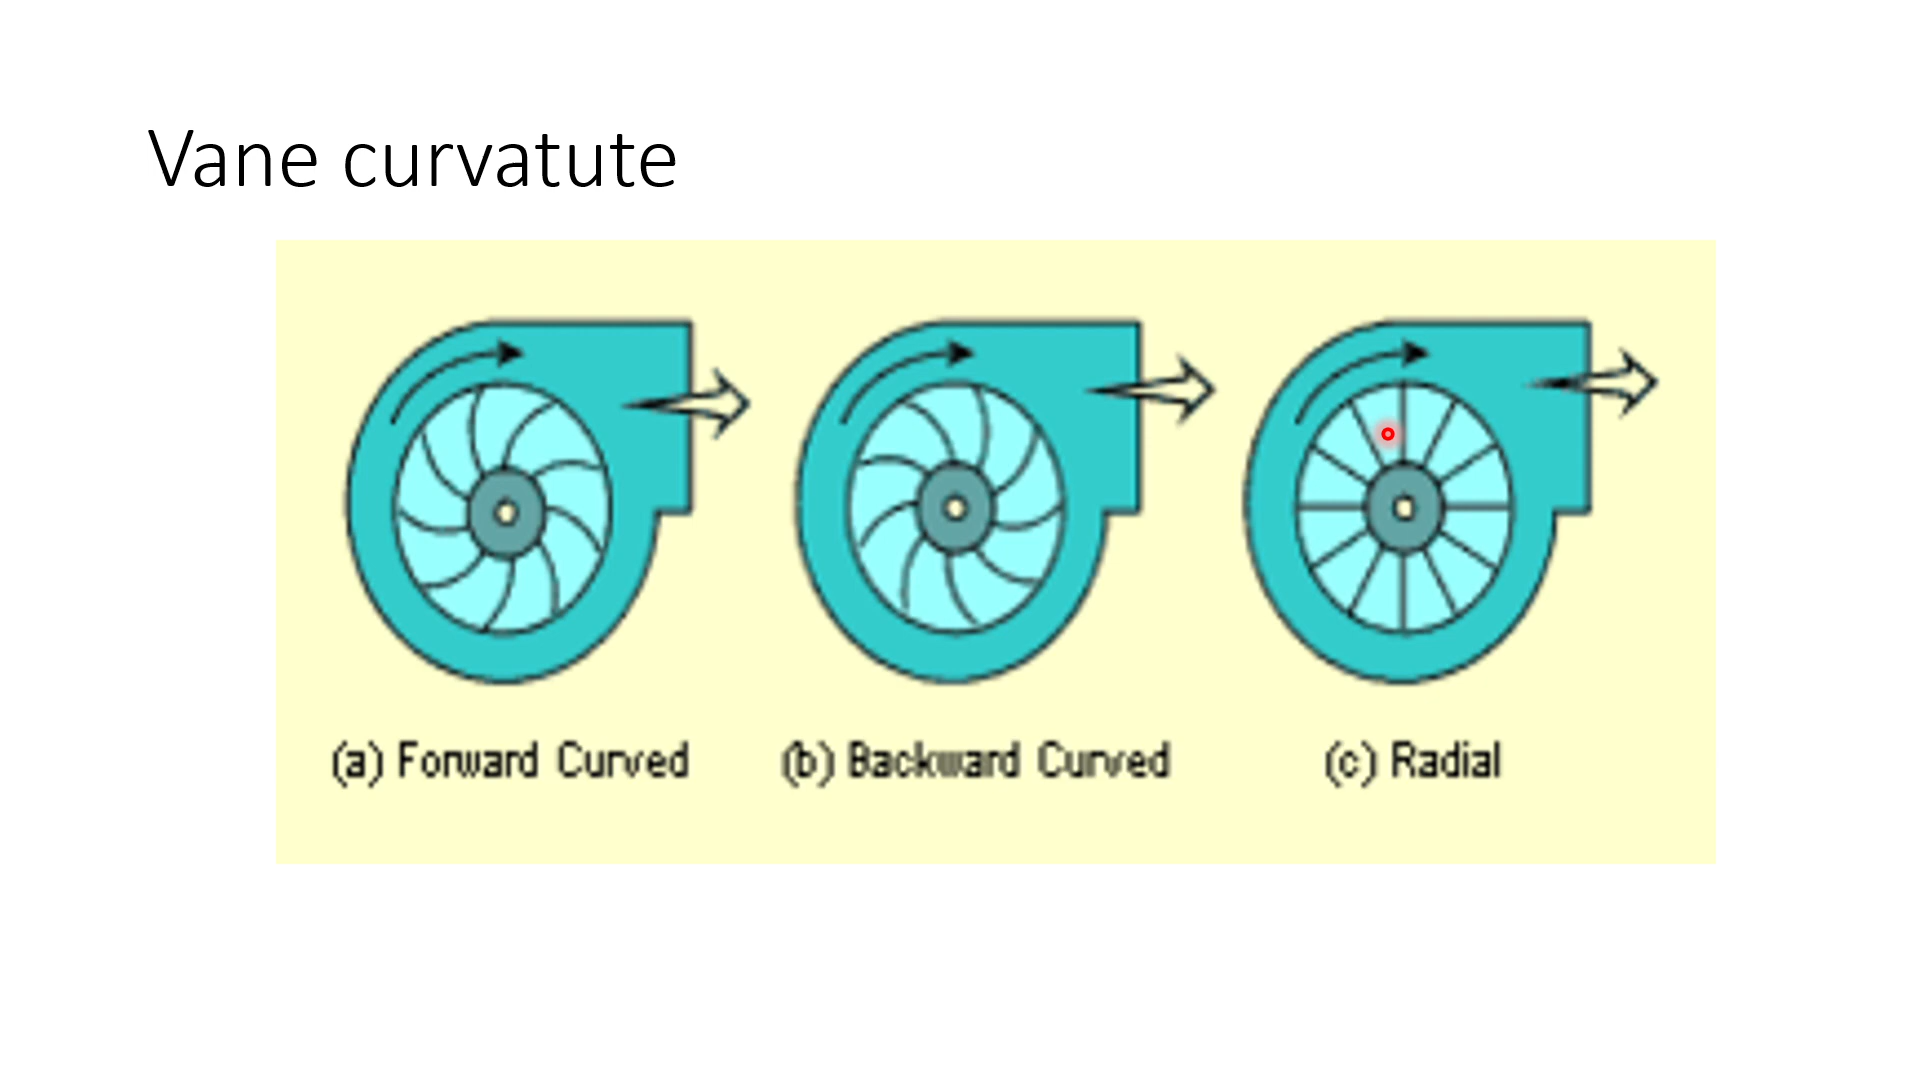 Vane curvatute
(a) Forward Curved
(b) Backward Curved
(c) Radial